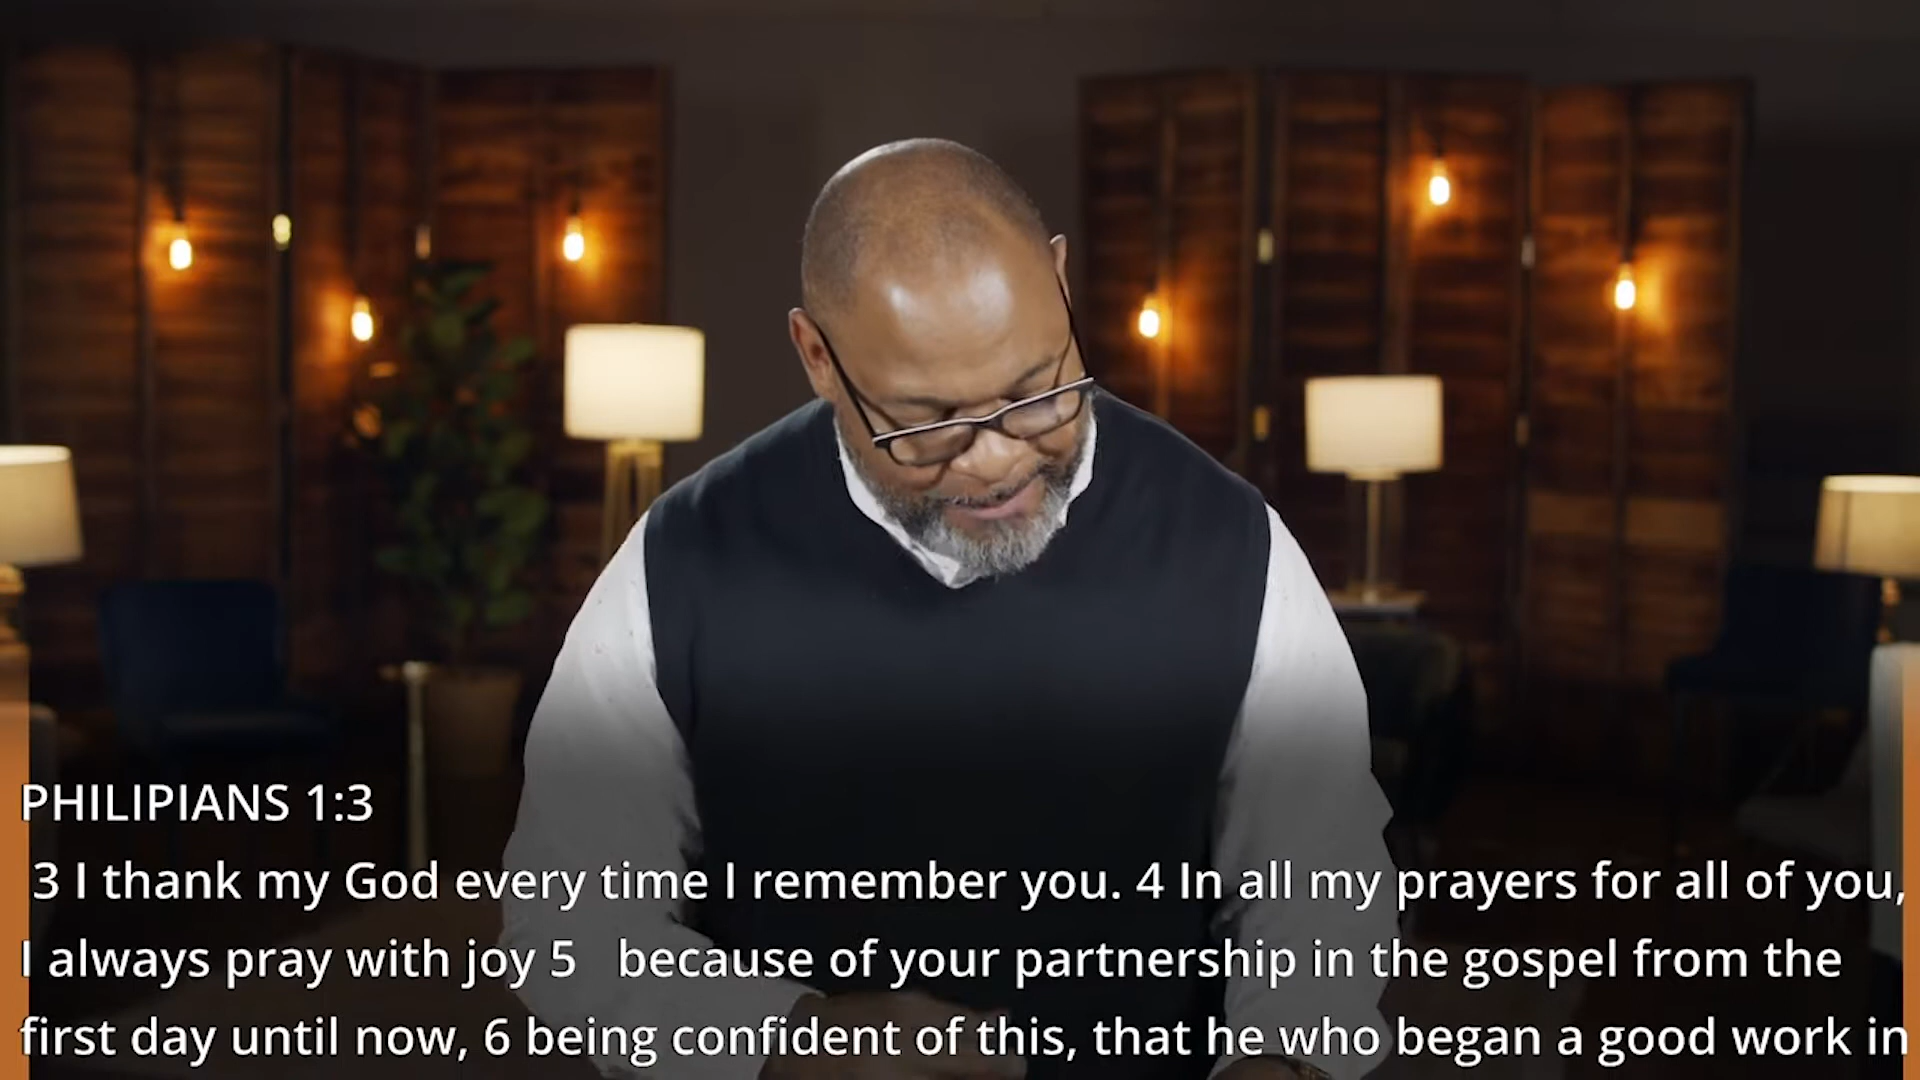 PHILIPIANS 1:3
3 I thank my God every time I remember you. 4 In all my prayers for all of you,
I always pray with joy 5 because of your partnership in the gospel from the
first day until now, 6 being confident of this, that he who began a good work in